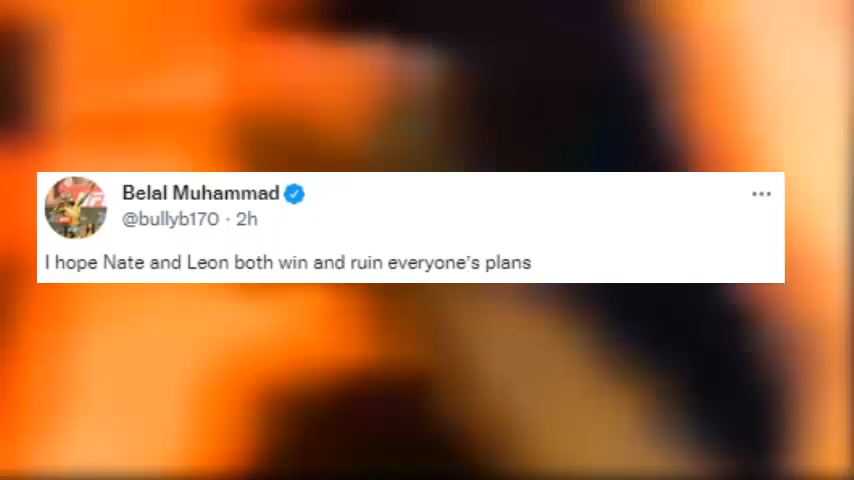 Belal Muhammad
@bullyb170 · 2h
I hope Nate and Leon both win and ruin everyone's plans